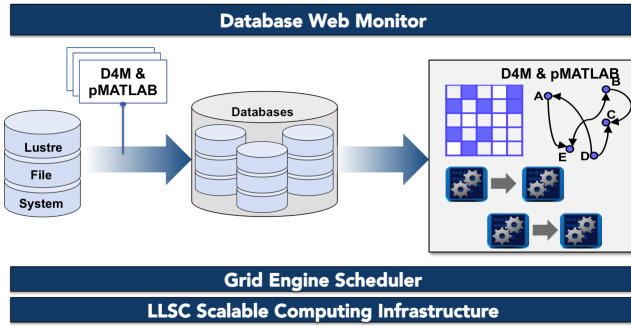 Database Web Monitor
D4M &
pMATLAB
Lustre
File
System
Databases
D4M & pMATLAB
A
B
C
E
D
Grid Engine Scheduler
LLSC Scalable Computing Infrastructure